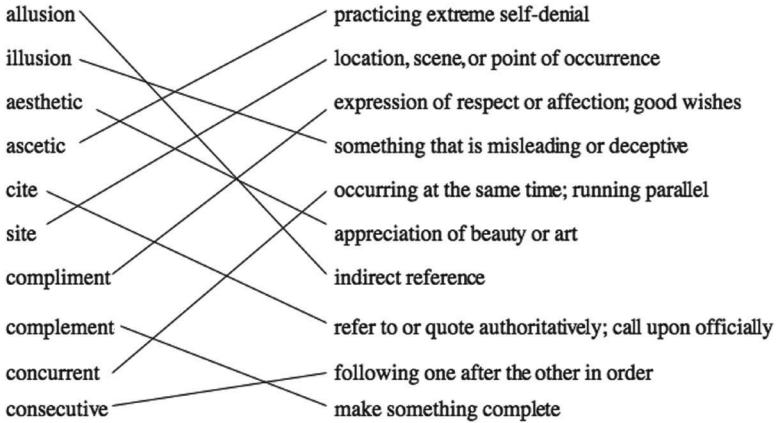 allusion practicing extreme self-denial
illusion location, scene, or point of occurrence
aesthetic expression of respect or affection; good wishes
ascetic something that is misleading or deceptive
cite occurring at the same time; running parallel
site appreciation of beauty or art
compliment indirect reference
complement refer to or quote authoritatively; call upon officially
concurrent following one after the other in order
consecutive make something complete